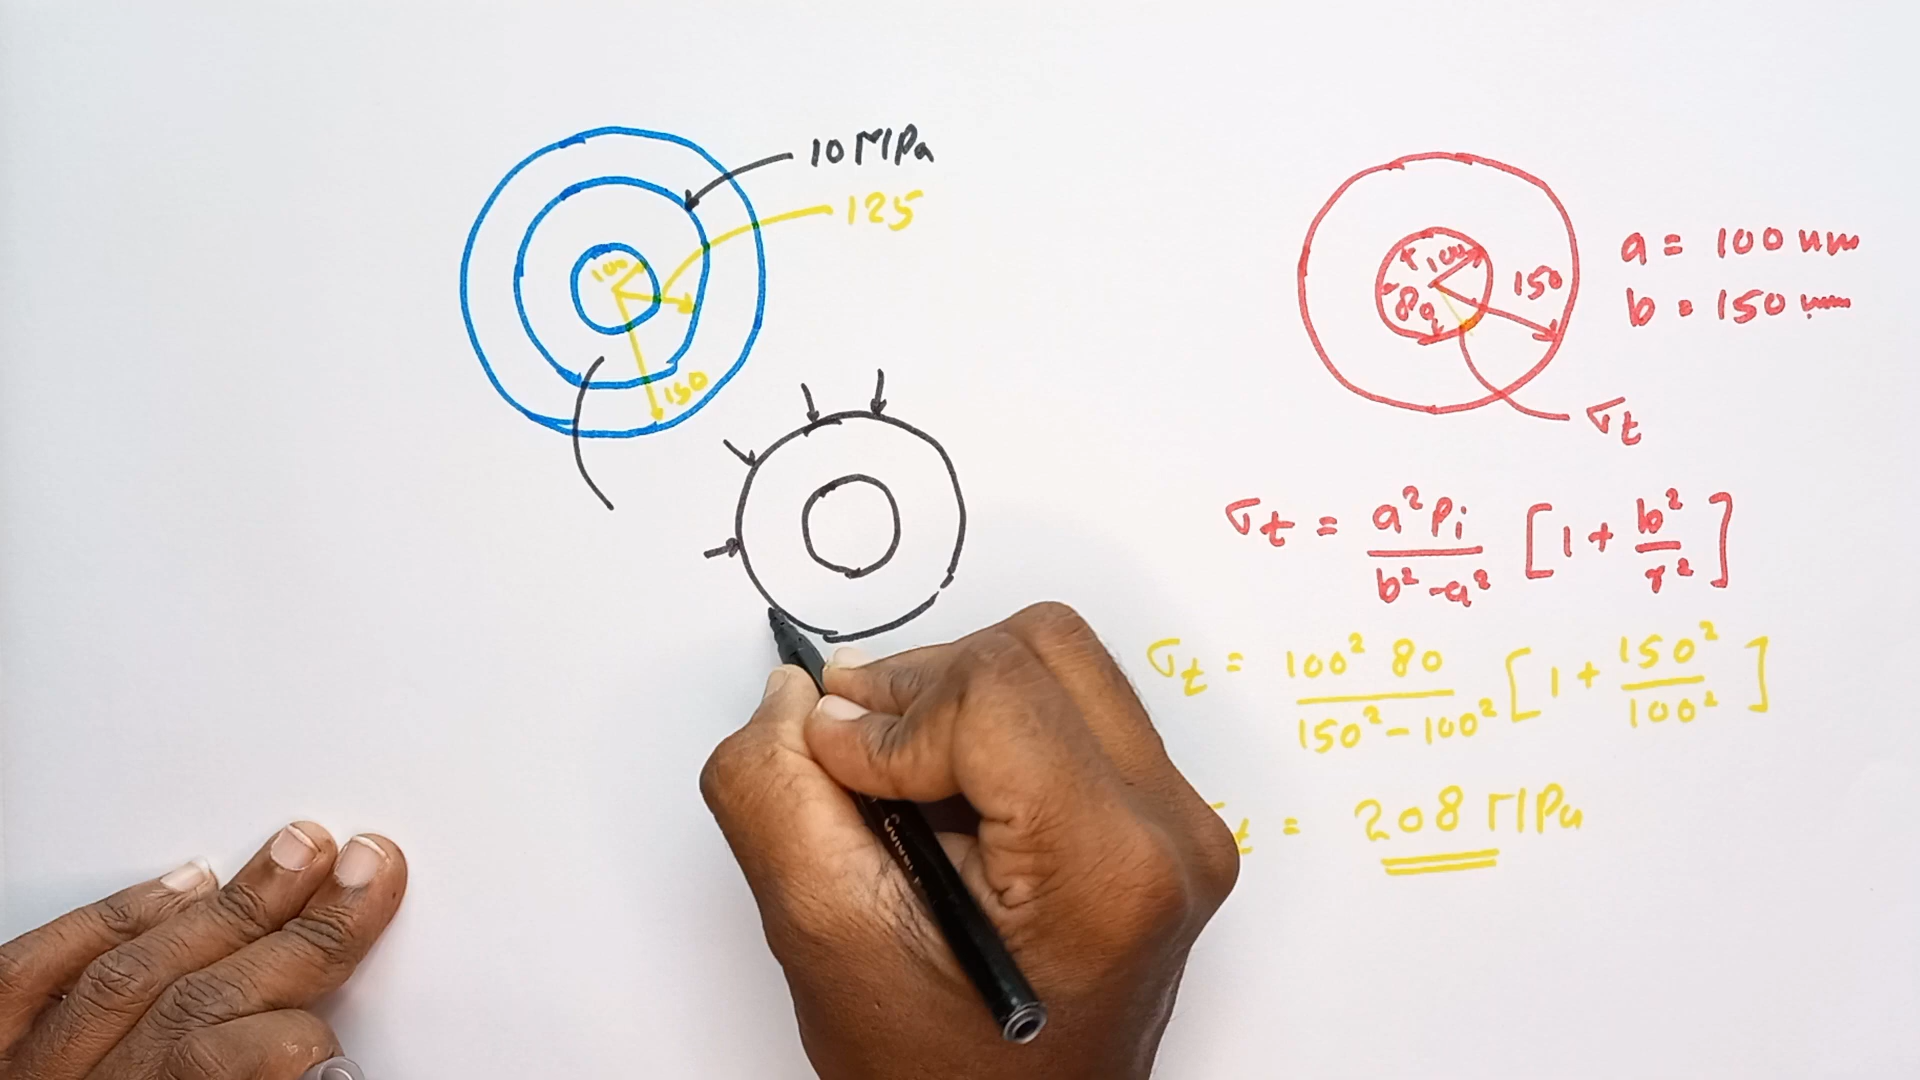 10 MPa
125
100
150
100
80
150
a = 100 mm
b = 150 mm
σt
σt = a²Pi / b² - a² [1 + b² / r²]
σt = 100² 80 / 150² - 100² [1 + 150² / 100²]
t = 208 MPa